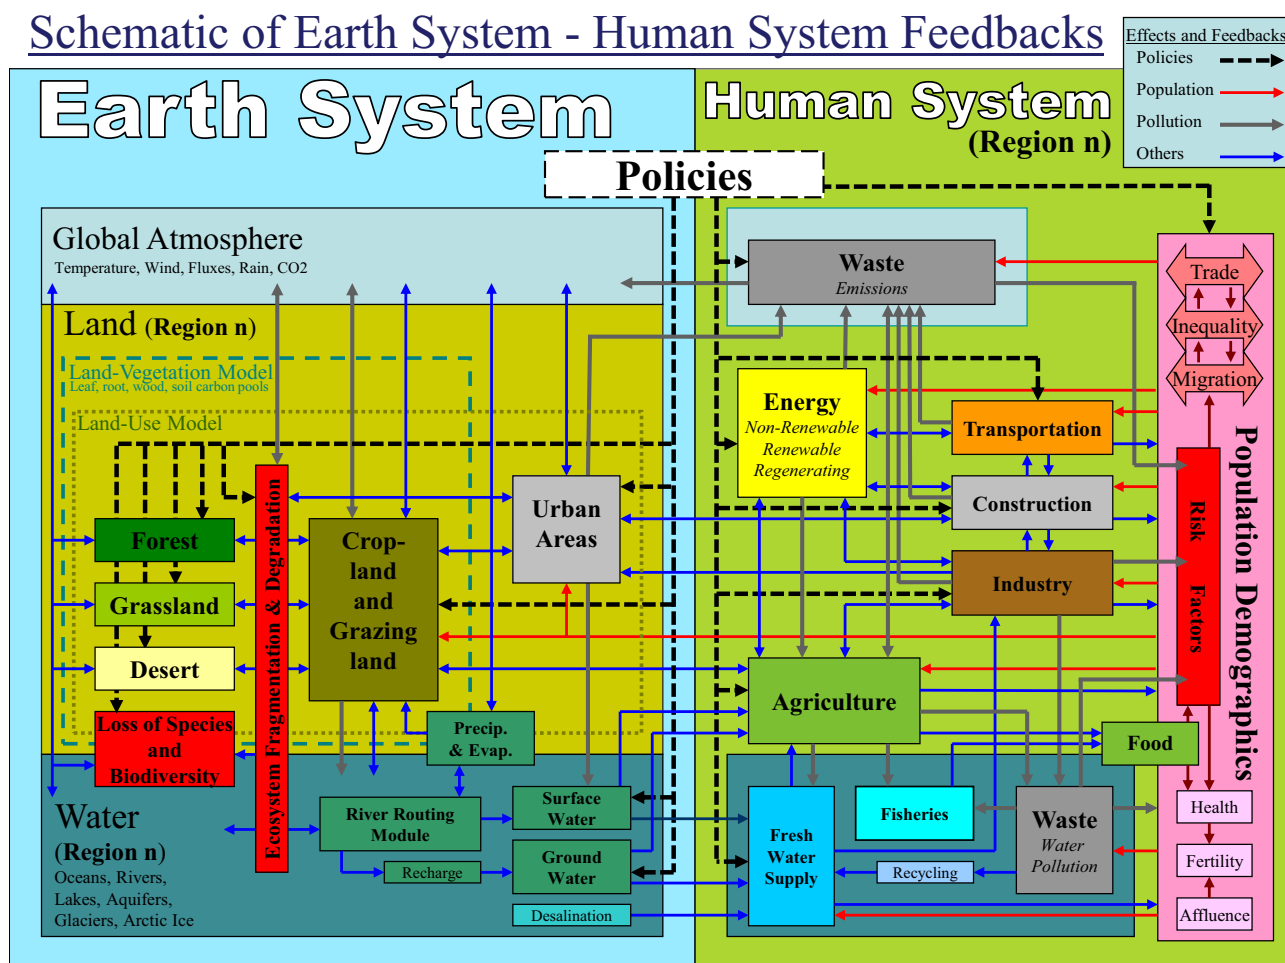 Schematic of Earth System - Human System Feedbacks
Effects and Feedbacks
Policies
Population
Pollution
Others
Earth System
Human System
(Region n)
Policies
Global Atmosphere
Temperature, Wind, Fluxes, Rain, CO2
Land (Region n)
Land-Vegetation Model
Leaf, root, wood, soil carbon pools
Land-Use Model
Forest
Grassland
Desert
Loss of Species
and
Biodiversity
Ecosystem Fragmentation & Degradation
Crop-
land
and
Grazing
land
Urban
Areas
Precip.
& Evap.
Water
(Region n)
Oceans, Rivers,
Lakes, Aquifers,
Glaciers, Arctic Ice
River Routing
Module
Recharge
Surface
Water
Ground
Water
Desalination
Waste
Emissions
Energy
Non-Renewable
Renewable
Regenerating
Transportation
Construction
Industry
Agriculture
Food
Fresh
Water
Supply
Fisheries
Recycling
Waste
Water
Pollution
Trade
Inequality
Migration
Risk Factors
Population Demographics
Health
Fertility
Affluence